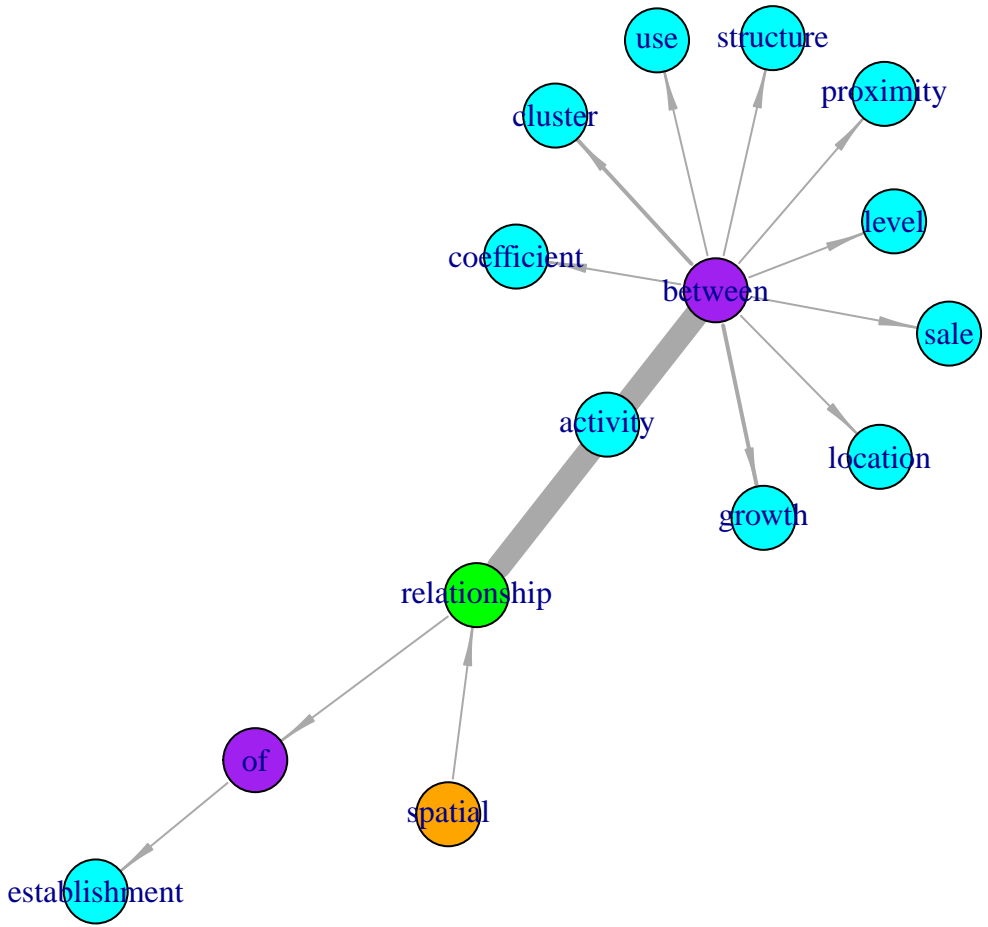 use
structure
proximity
cluster
level
coefficient
between
sale
activity
location
growth
relationship
of
spatial
establishment